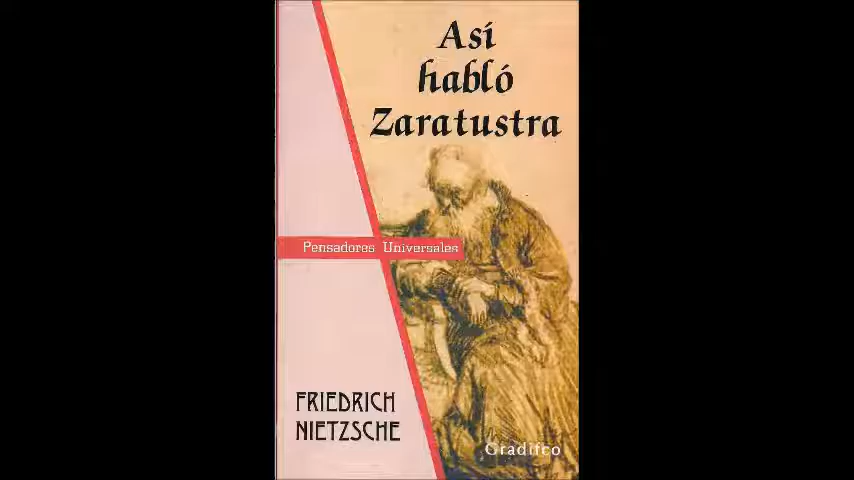 Así
habló
Zaratustra
Pensadores Universales
FRIEDRICH
NIETZSCHE
Gradifco